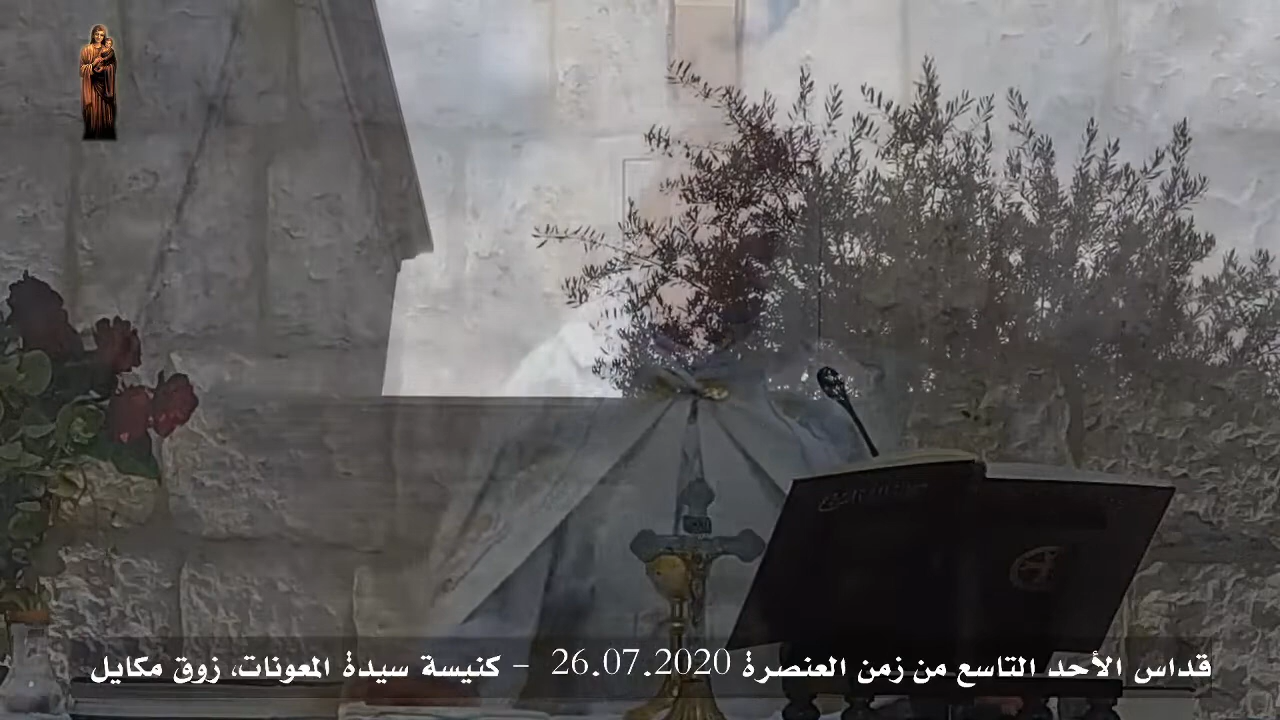 قداس الأحد التاسع من زمن العنصرة 26.07.2020 - كنيسة سيدة المعونات، زوق مكايل